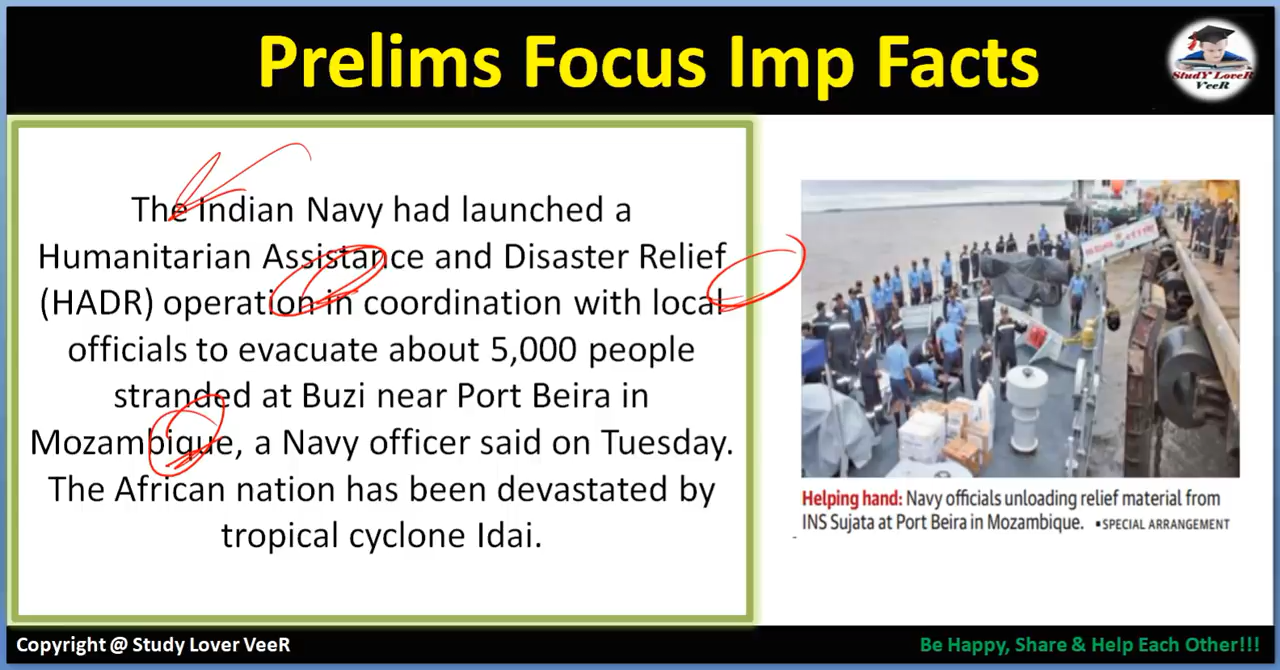 Prelims Focus Imp Facts
StudY LoveR
VeeR
The Indian Navy had launched a
Humanitarian Assistance and Disaster Relief
(HADR) operation in coordination with local
officials to evacuate about 5,000 people
stranded at Buzi near Port Beira in
Mozambique, a Navy officer said on Tuesday.
The African nation has been devastated by
tropical cyclone Idai.
Helping hand: Navy officials unloading relief material from
INS Sujata at Port Beira in Mozambique. ▪SPECIAL ARRANGEMENT
Copyright @ Study Lover VeeR
Be Happy, Share & Help Each Other!!!